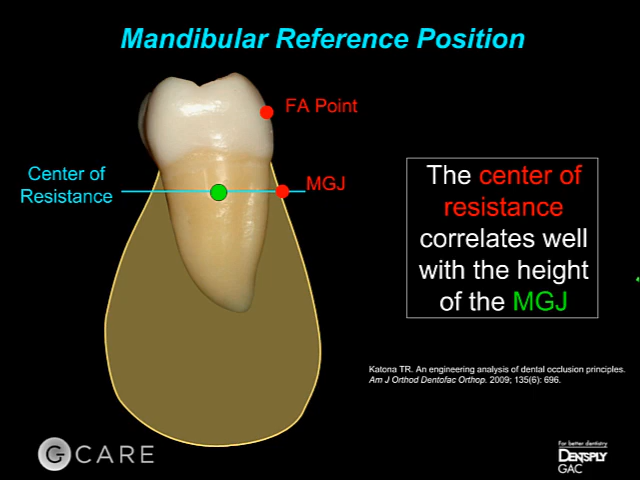 Mandibular Reference Position
FA Point
Center of
Resistance
MGJ
The center of
resistance
correlates well
with the height
of the MGJ
Katona TR. An engineering analysis of dental occlusion principles.
Am J Orthod Dentofac Orthop. 2009; 135(6): 696.
G CARE
For better dentistry
DENTSPLY
GAC